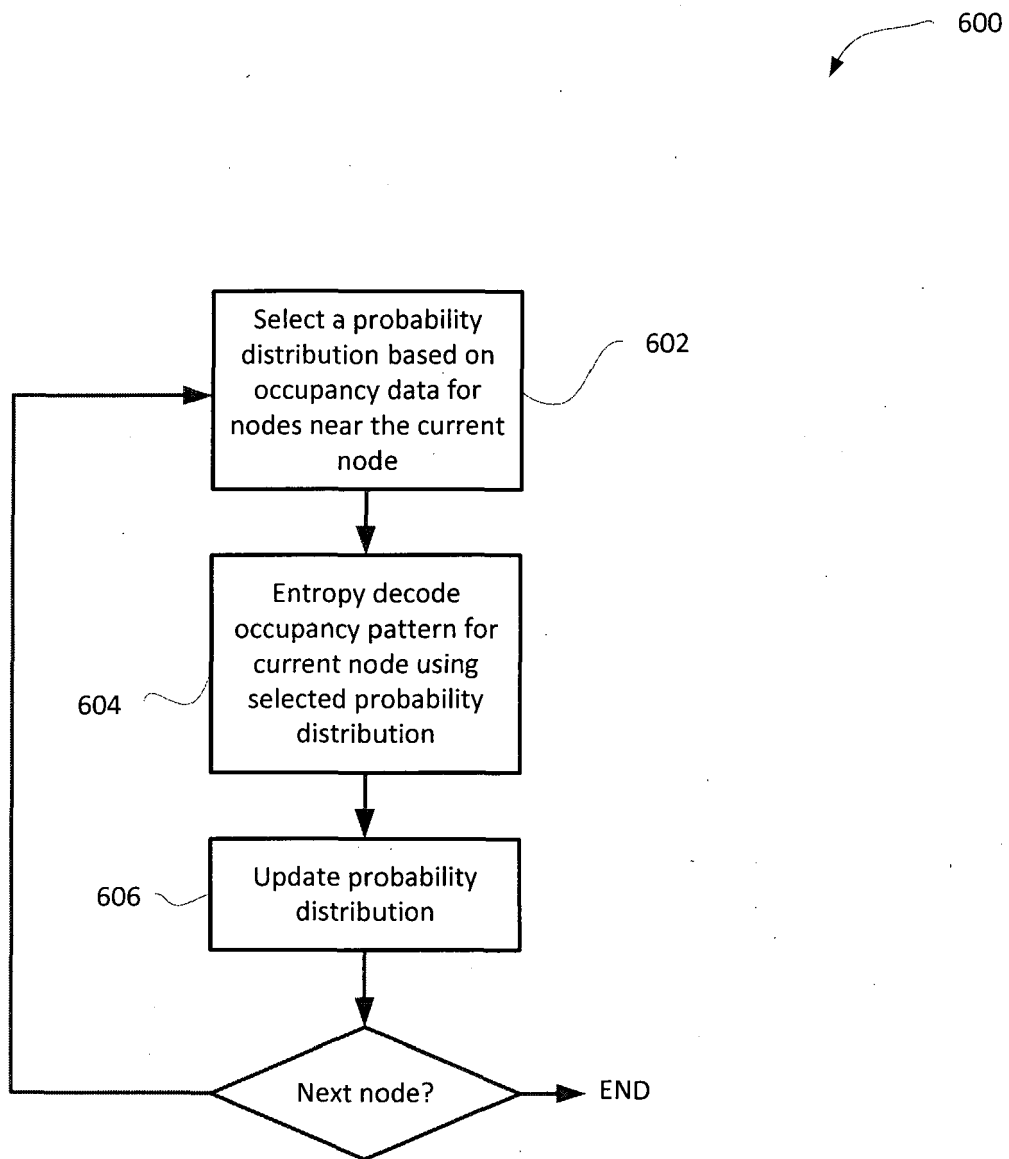 600
Select a probability
distribution based on
occupancy data for
nodes near the current
node
602
Entropy decode
occupancy pattern for
current node using
selected probability
distribution
604
Update probability
distribution
606
Next node?
END